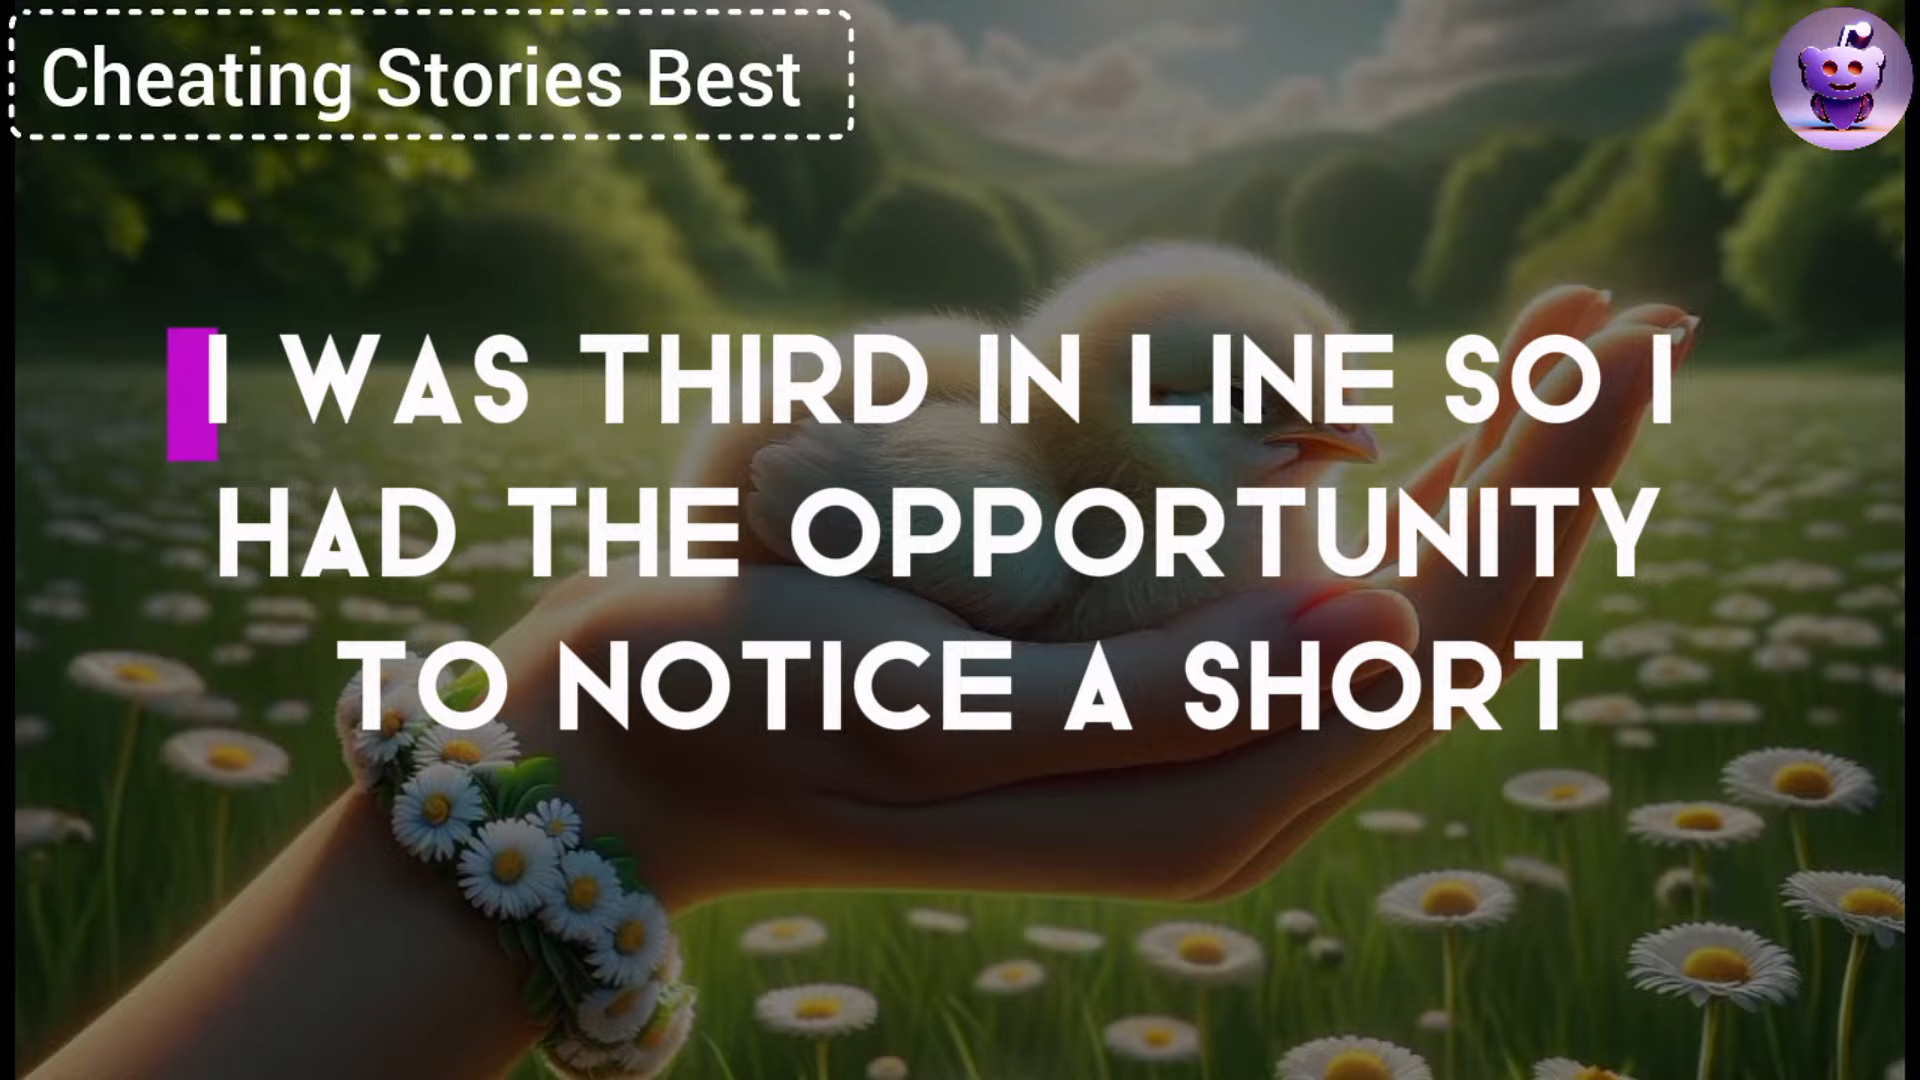 Cheating Stories Best
I WAS THIRD IN LINE SO I
HAD THE OPPORTUNITY
TO NOTICE A SHORT